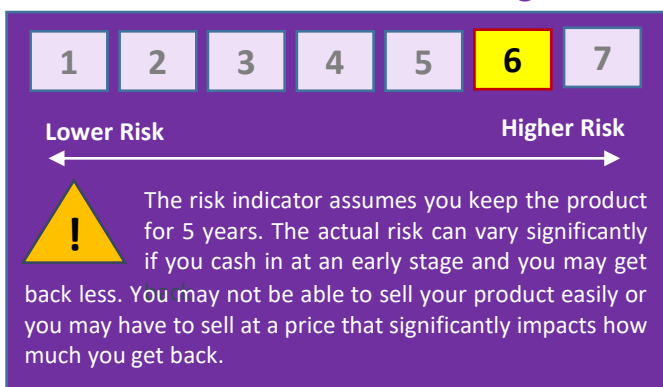 1 2 3 4 5 6 7
Lower Risk Higher Risk
!
The risk indicator assumes you keep the product
for 5 years. The actual risk can vary significantly
if you cash in at an early stage and you may get
back less. You may not be able to sell your product easily or
you may have to sell at a price that significantly impacts how
much you get back.